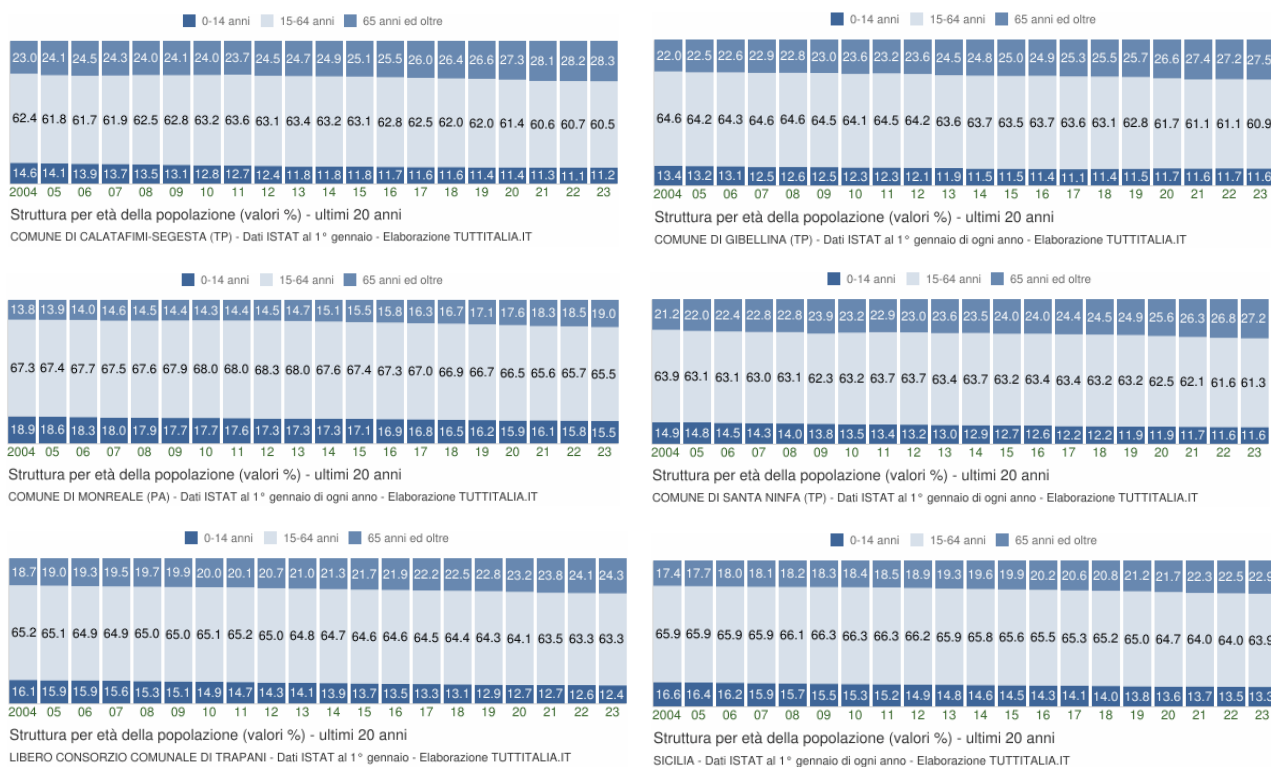 0-14 anni 15-64 anni 65 anni ed oltre
23.0 24.1 24.5 24.3 24.0 24.1 24.0 23.7 24.5 24.7 24.9 25.1 25.5 26.0 26.4 26.6 27.3 28.1 28.2 28.3
62.4 61.8 61.7 61.9 62.5 62.8 63.2 63.6 63.1 63.4 63.2 63.1 62.8 62.5 62.0 62.0 61.4 60.6 60.7 60.5
14.6 14.1 13.9 13.7 13.5 13.1 12.8 12.7 12.4 11.8 11.8 11.8 11.7 11.6 11.6 11.4 11.4 11.3 11.1 11.2
2004 05 06 07 08 09 10 11 12 13 14 15 16 17 18 19 20 21 22 23
Struttura per età della popolazione (valori %) - ultimi 20 anni
COMUNE DI CALATAFIMI-SEGESTA (TP) - Dati ISTAT al 1° gennaio - Elaborazione TUTTITALIA.IT
0-14 anni 15-64 anni 65 anni ed oltre
22.0 22.5 22.6 22.9 22.8 23.0 23.6 23.2 23.6 24.5 24.8 25.0 24.9 25.3 25.5 25.7 26.6 27.4 27.2 27.5
64.6 64.2 64.3 64.6 64.6 64.5 64.1 64.5 64.2 63.6 63.7 63.5 63.7 63.6 63.1 62.8 61.7 61.1 61.1 60.9
13.4 13.2 13.1 12.5 12.6 12.5 12.3 12.3 12.1 11.9 11.5 11.5 11.4 11.1 11.4 11.5 11.7 11.6 11.7 11.6
2004 05 06 07 08 09 10 11 12 13 14 15 16 17 18 19 20 21 22 23
Struttura per età della popolazione (valori %) - ultimi 20 anni
COMUNE DI GIBELLINA (TP) - Dati ISTAT al 1° gennaio di ogni anno - Elaborazione TUTTITALIA.IT
0-14 anni 15-64 anni 65 anni ed oltre
13.8 13.9 14.0 14.6 14.5 14.4 14.3 14.4 14.5 14.7 15.1 15.5 15.8 16.3 16.7 17.1 17.6 18.3 18.5 19.0
67.3 67.4 67.7 67.5 67.6 67.9 68.0 68.0 68.3 68.0 67.6 67.4 67.3 67.0 66.9 66.7 66.5 65.6 65.7 65.5
18.9 18.6 18.3 18.0 17.9 17.7 17.7 17.6 17.3 17.3 17.3 17.1 16.9 16.8 16.5 16.2 15.9 16.1 15.8 15.5
2004 05 06 07 08 09 10 11 12 13 14 15 16 17 18 19 20 21 22 23
Struttura per età della popolazione (valori %) - ultimi 20 anni
COMUNE DI MONREALE (PA) - Dati ISTAT al 1° gennaio di ogni anno - Elaborazione TUTTITALIA.IT
0-14 anni 15-64 anni 65 anni ed oltre
21.2 22.0 22.4 22.8 22.8 23.9 23.2 22.9 23.0 23.6 23.5 24.0 24.0 24.4 24.5 24.9 25.6 26.3 26.8 27.2
63.9 63.1 63.1 63.0 63.1 62.3 63.2 63.7 63.7 63.4 63.7 63.2 63.4 63.4 63.2 63.2 62.5 62.1 61.6 61.3
14.9 14.8 14.5 14.3 14.0 13.8 13.5 13.4 13.2 13.0 12.9 12.7 12.6 12.2 12.2 11.9 11.9 11.7 11.6 11.6
2004 05 06 07 08 09 10 11 12 13 14 15 16 17 18 19 20 21 22 23
Struttura per età della popolazione (valori %) - ultimi 20 anni
COMUNE DI SANTA NINFA (TP) - Dati ISTAT al 1° gennaio di ogni anno - Elaborazione TUTTITALIA.IT
0-14 anni 15-64 anni 65 anni ed oltre
18.7 19.0 19.3 19.5 19.7 19.9 20.0 20.1 20.7 21.0 21.3 21.7 21.9 22.2 22.5 22.8 23.2 23.8 24.1 24.3
65.2 65.1 64.9 64.9 65.0 65.0 65.1 65.2 65.0 64.8 64.7 64.6 64.6 64.5 64.4 64.3 64.1 63.5 63.3 63.3
16.1 15.9 15.9 15.6 15.3 15.1 14.9 14.7 14.3 14.1 13.9 13.7 13.5 13.3 13.1 12.9 12.7 12.7 12.6 12.4
2004 05 06 07 08 09 10 11 12 13 14 15 16 17 18 19 20 21 22 23
Struttura per età della popolazione (valori %) - ultimi 20 anni
LIBERO CONSORZIO COMUNALE DI TRAPANI - Dati ISTAT al 1° gennaio - Elaborazione TUTTITALIA.IT
0-14 anni 15-64 anni 65 anni ed oltre
17.4 17.7 18.0 18.1 18.2 18.3 18.4 18.5 18.9 19.3 19.6 19.9 20.2 20.6 20.8 21.2 21.7 22.3 22.5 22.9
65.9 65.9 65.9 65.9 66.1 66.3 66.3 66.3 66.2 65.9 65.8 65.6 65.5 65.3 65.2 65.0 64.7 64.0 64.0 63.9
16.6 16.4 16.2 15.9 15.7 15.5 15.3 15.2 14.9 14.8 14.6 14.5 14.3 14.1 14.0 13.8 13.6 13.7 13.5 13.3
2004 05 06 07 08 09 10 11 12 13 14 15 16 17 18 19 20 21 22 23
Struttura per età della popolazione (valori %) - ultimi 20 anni
SICILIA - Dati ISTAT al 1° gennaio di ogni anno - Elaborazione TUTTITALIA.IT